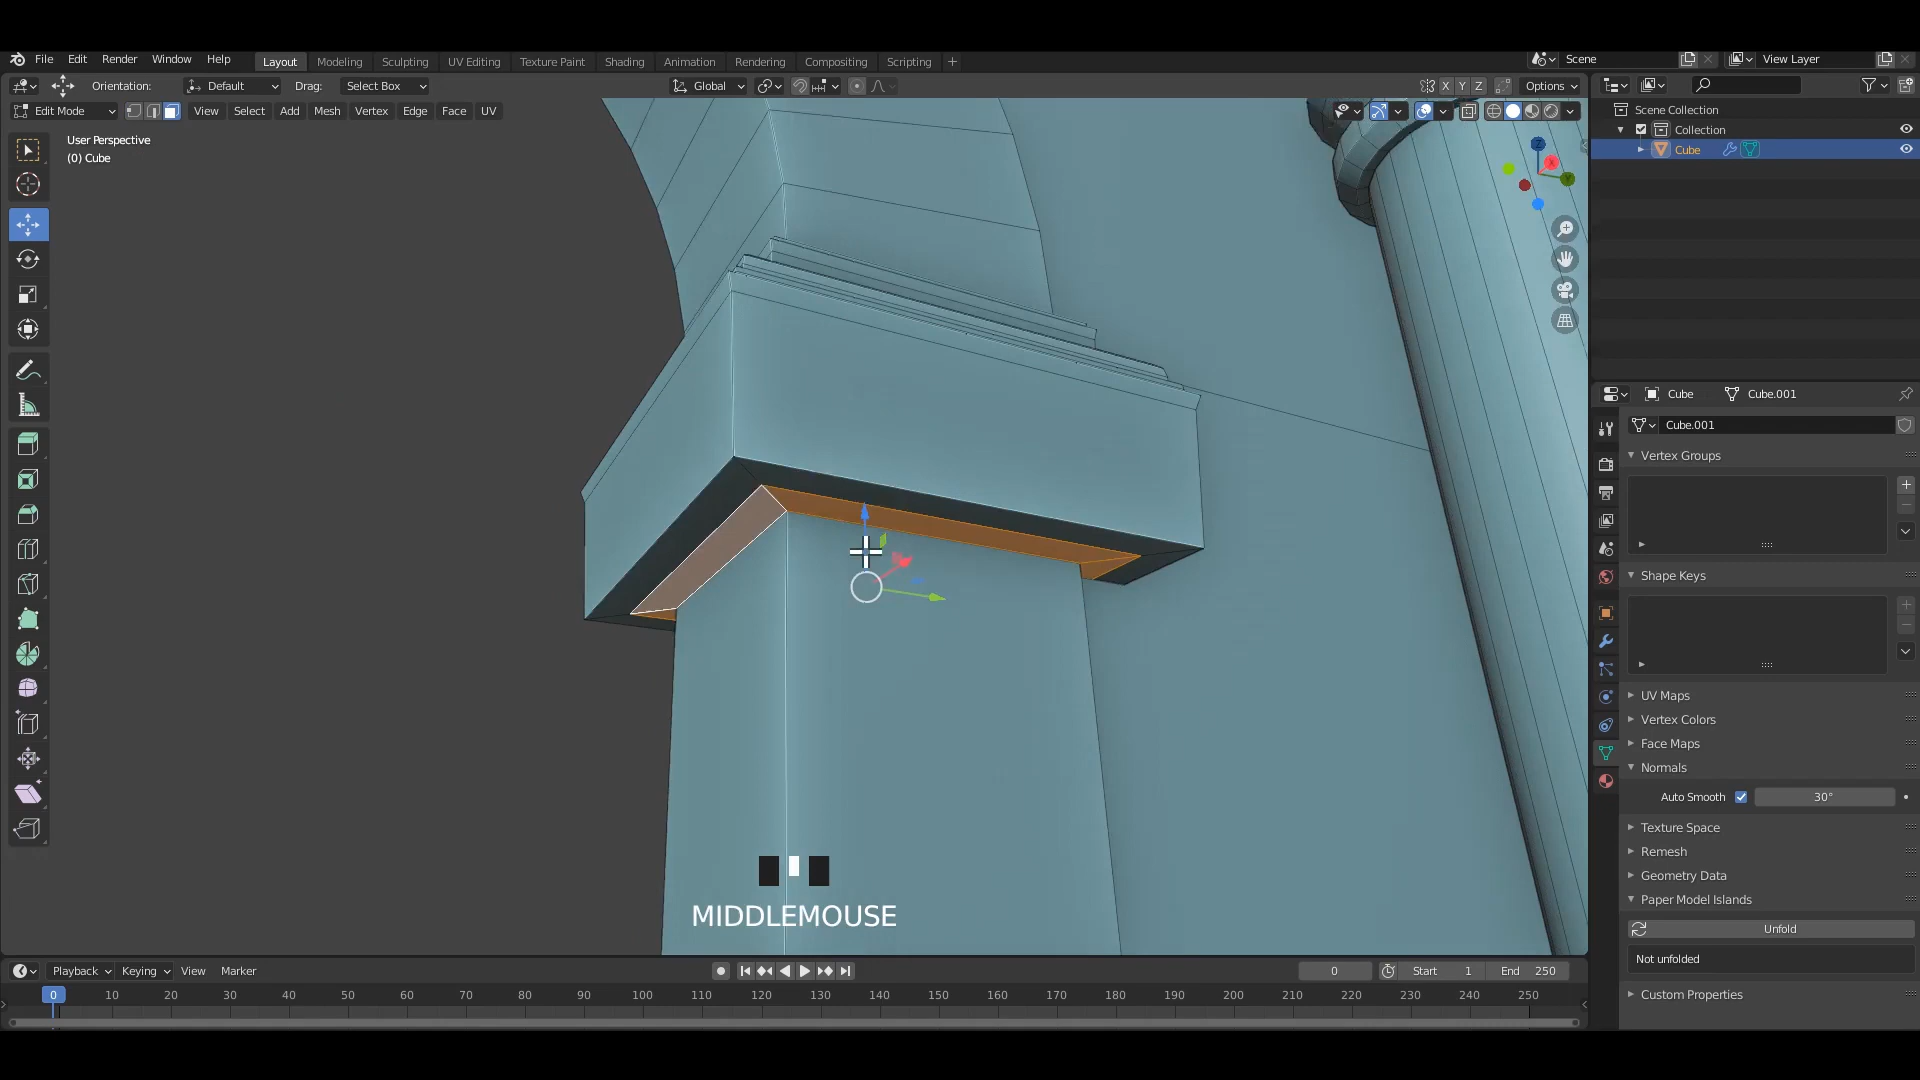 File Edit Render Window Help Layout Modeling Sculpting UV Editing Texture Paint Shading Animation Rendering Compositing Scripting + Scene View Layer
Orientation: Default Drag: Select Box Global X Y Z Options
Edit Mode View Select Add Mesh Vertex Edge Face UV
User Perspective
(0) Cube
Z
X
Y
MIDDLEMOUSE
Scene Collection
Collection
Cube
Cube Cube.001
Cube.001
Vertex Groups
Shape Keys
UV Maps
Vertex Colors
Face Maps
Normals
Auto Smooth 30°
Texture Space
Remesh
Geometry Data
Paper Model Islands
Unfold
Not unfolded
Custom Properties
Playback Keying View Marker 0 Start 1 End 250
0 10 20 30 40 50 60 70 80 90 100 110 120 130 140 150 160 170 180 190 200 210 220 230 240 250